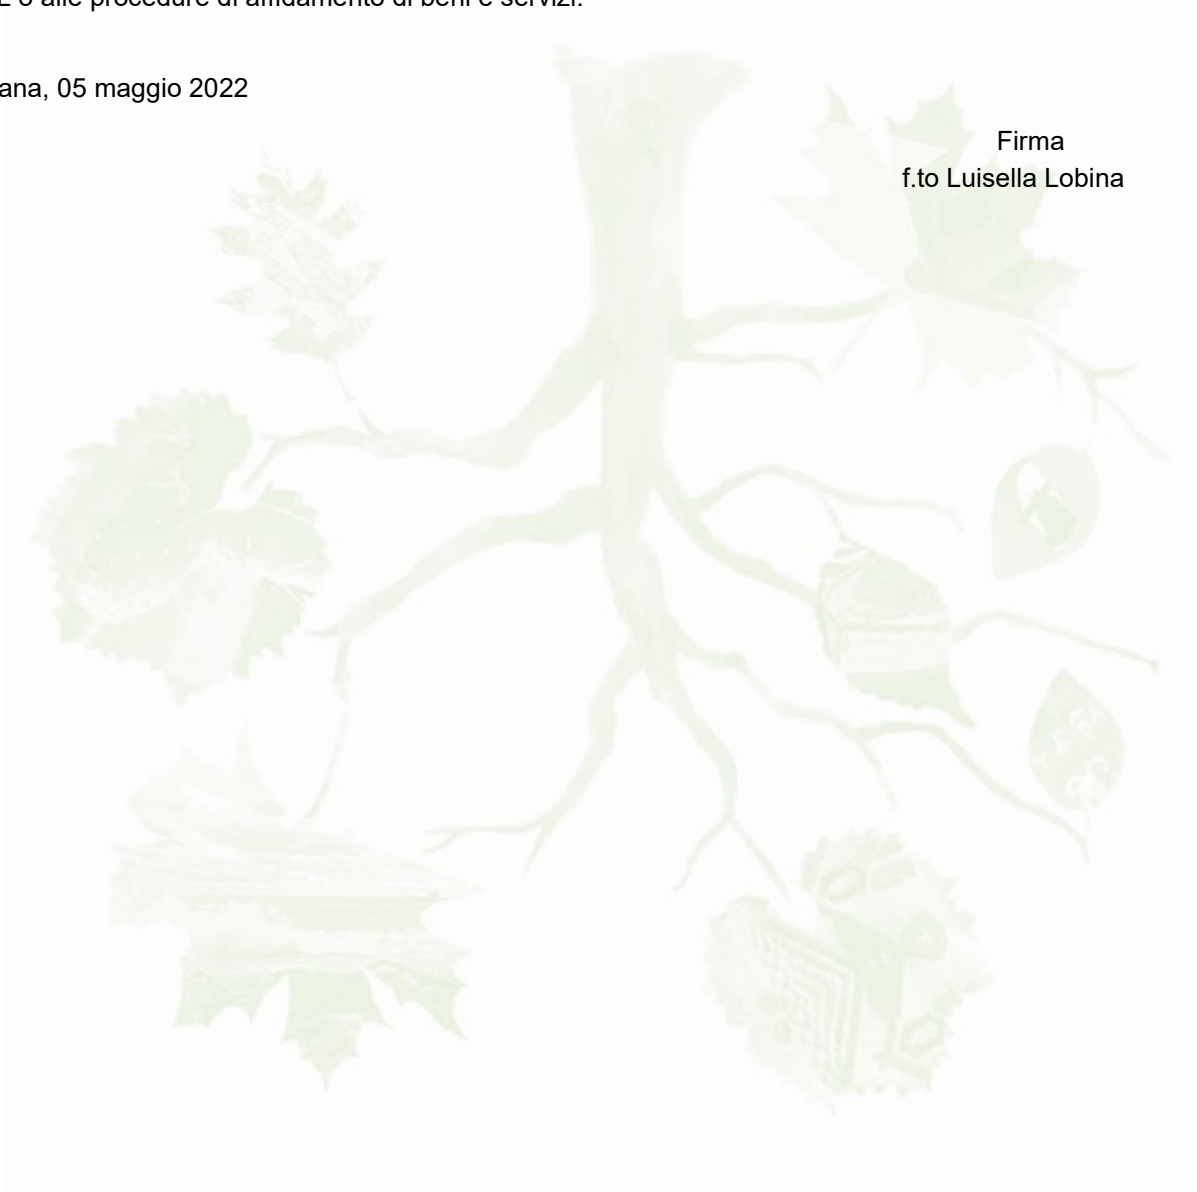 o alle procedure di affidamento di beni e servizi.
ana, 05 maggio 2022
Firma
f.to Luisella Lobina